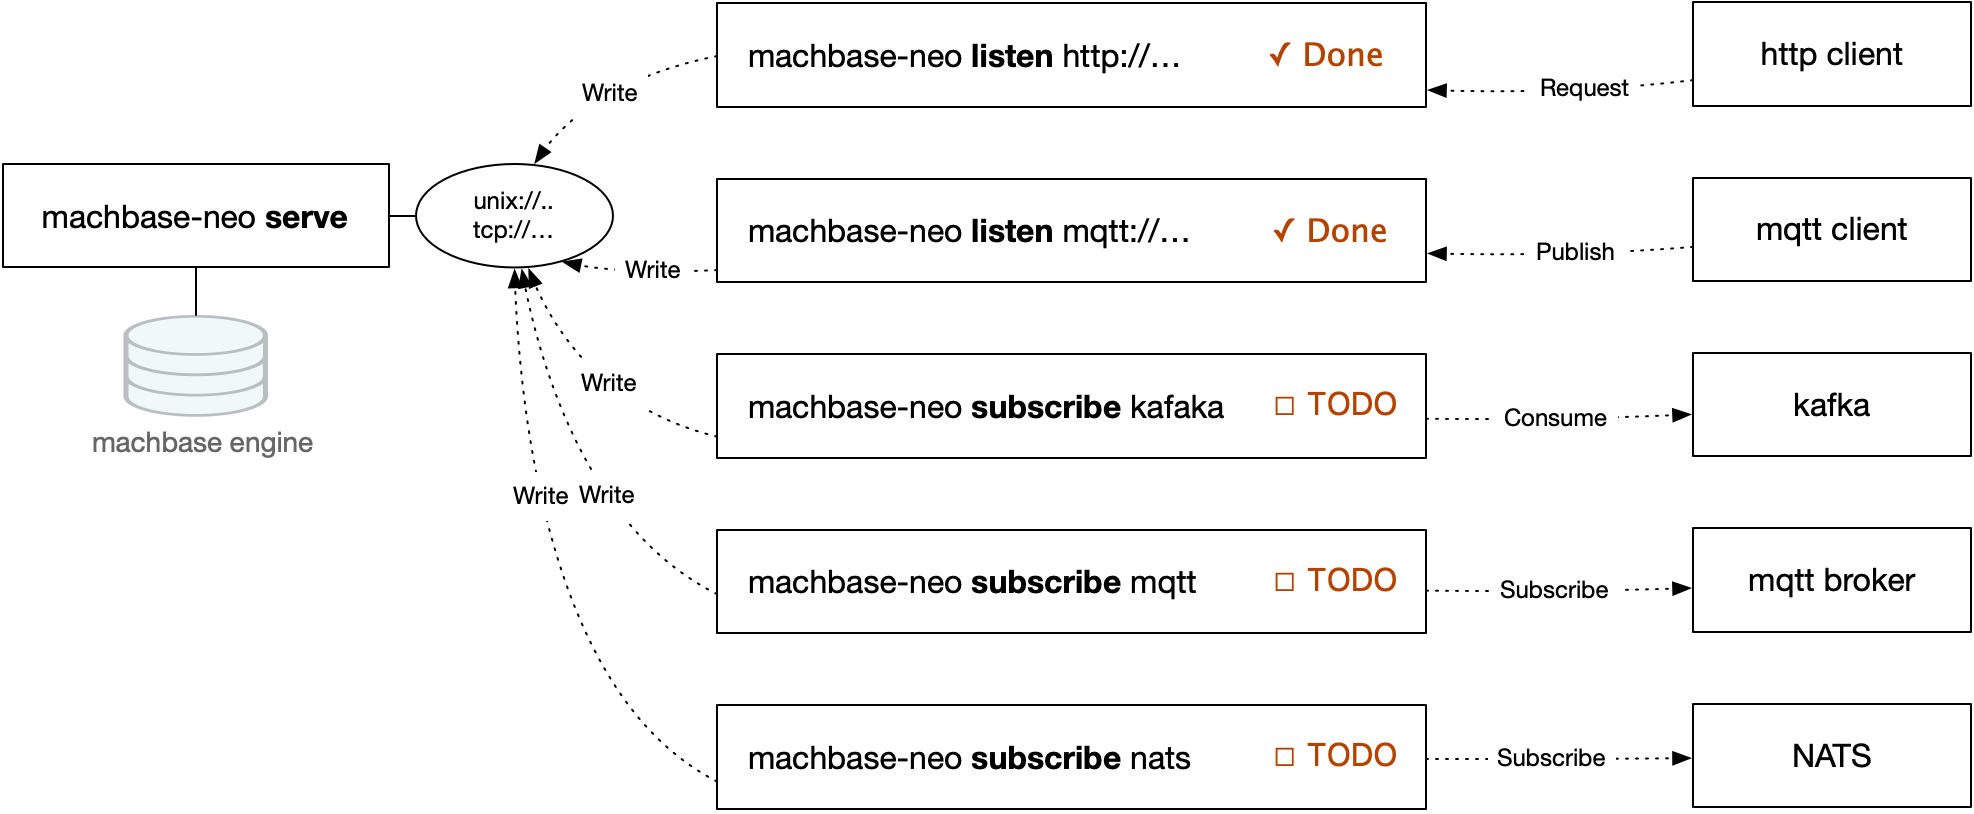 machbase-neo listen http://... ✓ Done
http client
Request
Write
machbase-neo serve
unix://..
tcp://...
machbase-neo listen mqtt://... ✓ Done
mqtt client
Publish
Write
machbase engine
Write
machbase-neo subscribe kafaka □ TODO
Consume
kafka
Write
Write
machbase-neo subscribe mqtt □ TODO
Subscribe
mqtt broker
machbase-neo subscribe nats □ TODO
Subscribe
NATS